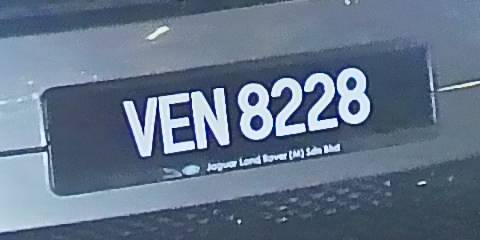 VEN 8228
Jaguar Land Rover (M) Sdn Bhd